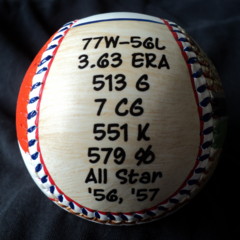 77W-56L
3.63 ERA
513 G
7 CG
551 K
579 ⌀
All Star
'56, '57